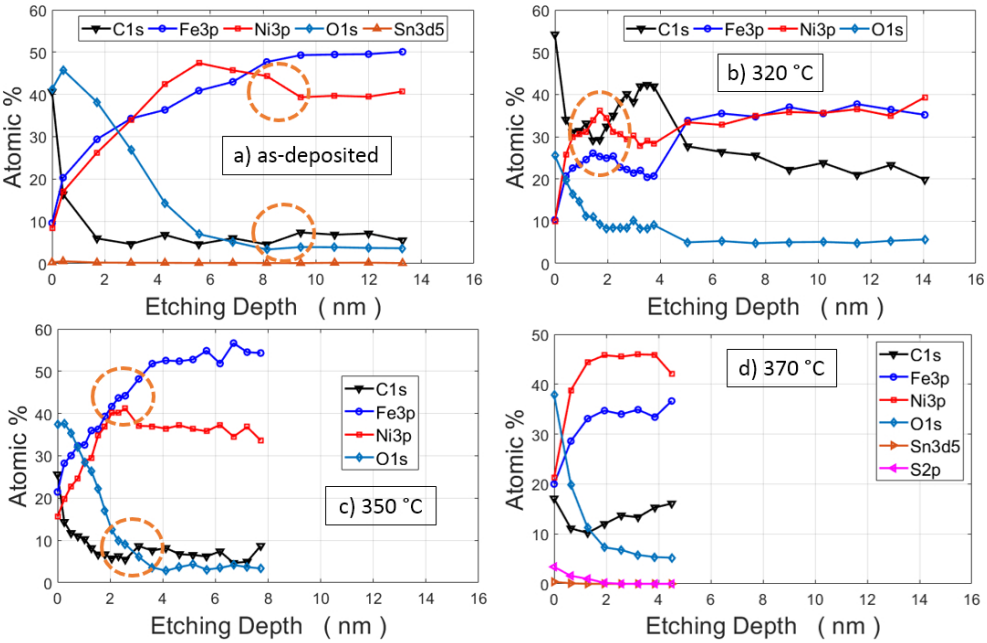 C1s Fe3p Ni3p O1s Sn3d5
60
50
40
30
20
10
0
Atomic %
a) as-deposited
0 2 4 6 8 10 12 14 16
Etching Depth ( nm )
C1s Fe3p Ni3p O1s
60
50
40
30
20
10
0
Atomic %
b) 320 °C
0 2 4 6 8 10 12 14 16
Etching Depth ( nm )
60
50
40
30
20
10
0
Atomic %
C1s
Fe3p
Ni3p
O1s
c) 350 °C
0 2 4 6 8 10 12 14 16
Etching Depth ( nm )
50
40
30
20
10
0
Atomic %
d) 370 °C
C1s
Fe3p
Ni3p
O1s
Sn3d5
S2p
0 2 4 6 8 10 12 14 16
Etching Depth ( nm )